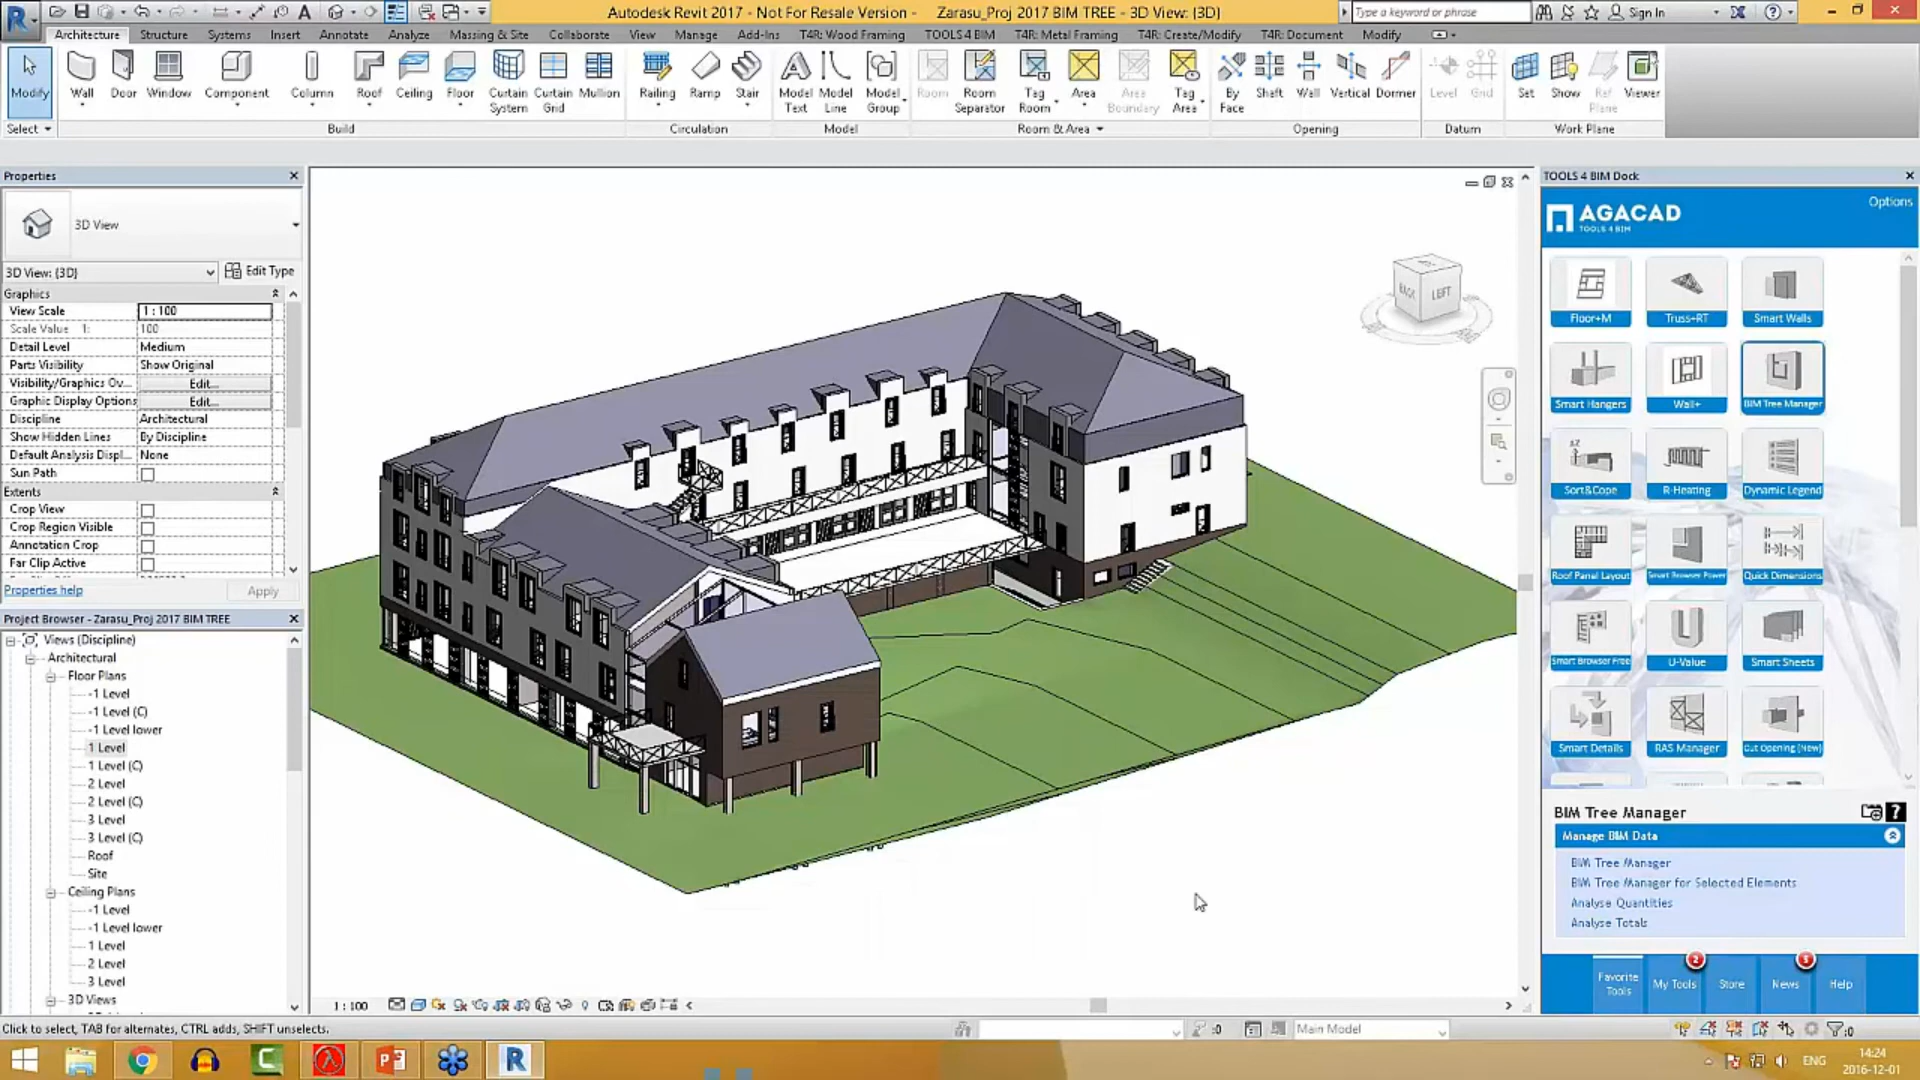 Autodesk Revit 2017 - Not For Resale Version - Zarasu_Proj 2017 BIM TREE - 3D View: {3D}
Type a keyword or phrase
Sign In
Architecture Structure Systems Insert Annotate Analyze Massing & Site Collaborate View Manage Add-Ins T4R: Wood Framing TOOLS 4 BIM T4R: Metal Framing T4R: Create/Modify T4R: Document Modify
Modify Wall Door Window Component Column Roof Ceiling Floor Curtain System Curtain Grid Mullion Railing Ramp Stair Model Text Model Line Model Group Room Room Separator Tag Room Area Area Boundary Tag Area By Face Shaft Wall Vertical Dormer Level Grid Set Show Ref Plane Viewer
Select Build Circulation Model Room & Area Opening Datum Work Plane
Properties
3D View
3D View: {3D}
Edit Type
Graphics
View Scale 1 : 100
Scale Value 1: 100
Detail Level Medium
Parts Visibility Show Original
Visibility/Graphics Ov... Edit...
Graphic Display Options Edit...
Discipline Architectural
Show Hidden Lines By Discipline
Default Analysis Displ... None
Sun Path
Extents
Crop View
Crop Region Visible
Annotation Crop
Far Clip Active
Properties help
Apply
Project Browser - Zarasu_Proj 2017 BIM TREE
Views (Discipline)
Architectural
Floor Plans
-1 Level
-1 Level (C)
-1 Level lower
1 Level
1 Level (C)
2 Level
2 Level (C)
3 Level
3 Level (C)
Roof
Site
Ceiling Plans
-1 Level
-1 Level lower
1 Level
2 Level
3 Level
3D Views
BACK LEFT
1 : 100
TOOLS 4 BIM Dock
AGACAD
TOOLS 4 BIM
Options
Floor+M Truss+RT Smart Walls
Smart Hangers Wall+ BIM Tree Manager
Sort&Cope R-Heating Dynamic Legend
Roof Panel Layout Smart Browser Power Quick Dimensions
Smart Browser Free U-Value Smart Sheets
Smart Details RAS Manager Cut Opening (New)
BIM Tree Manager
Manage BIM Data
BIM Tree Manager
BIM Tree Manager for Selected Elements
Analyse Quantities
Analyse Totals
2 3
Favorite Tools My Tools Store News Help
Click to select, TAB for alternates, CTRL adds, SHIFT unselects.
:0
Main Model
:0
ENG
14:24
2016-12-01